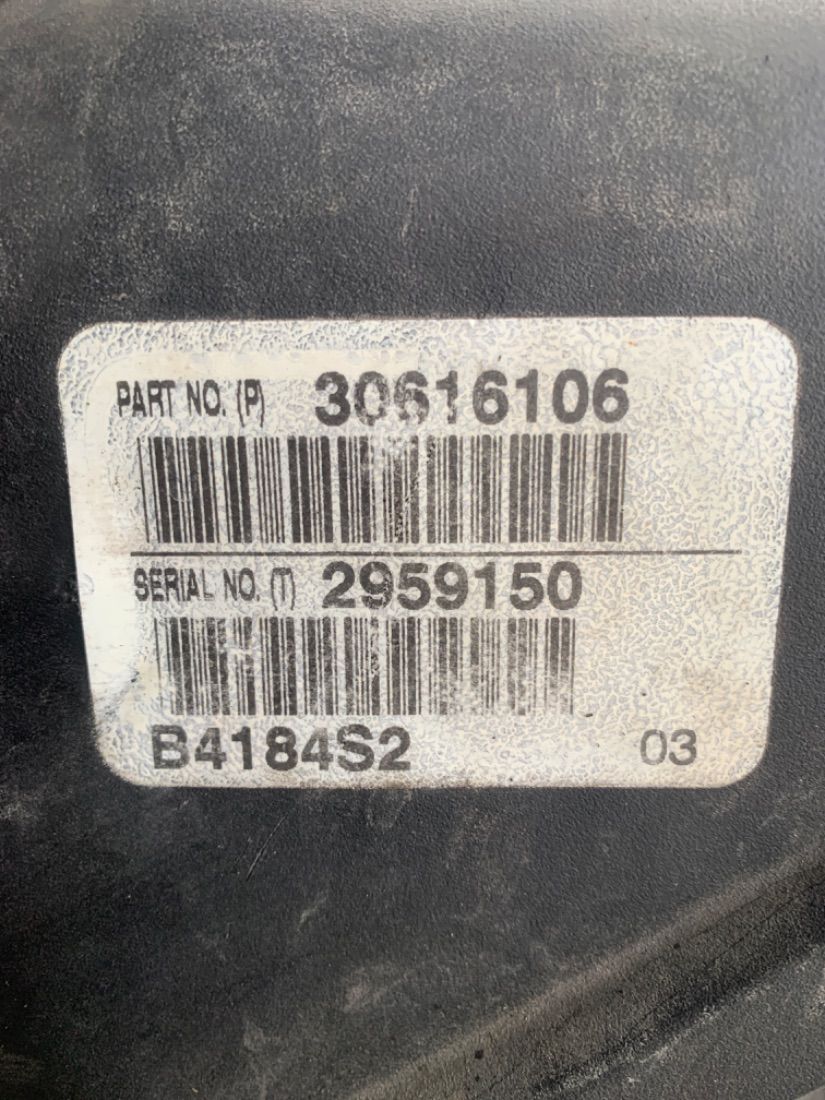 PART NO. (P) 30616106
SERIAL NO. (T) 2959150
B4184S2 03